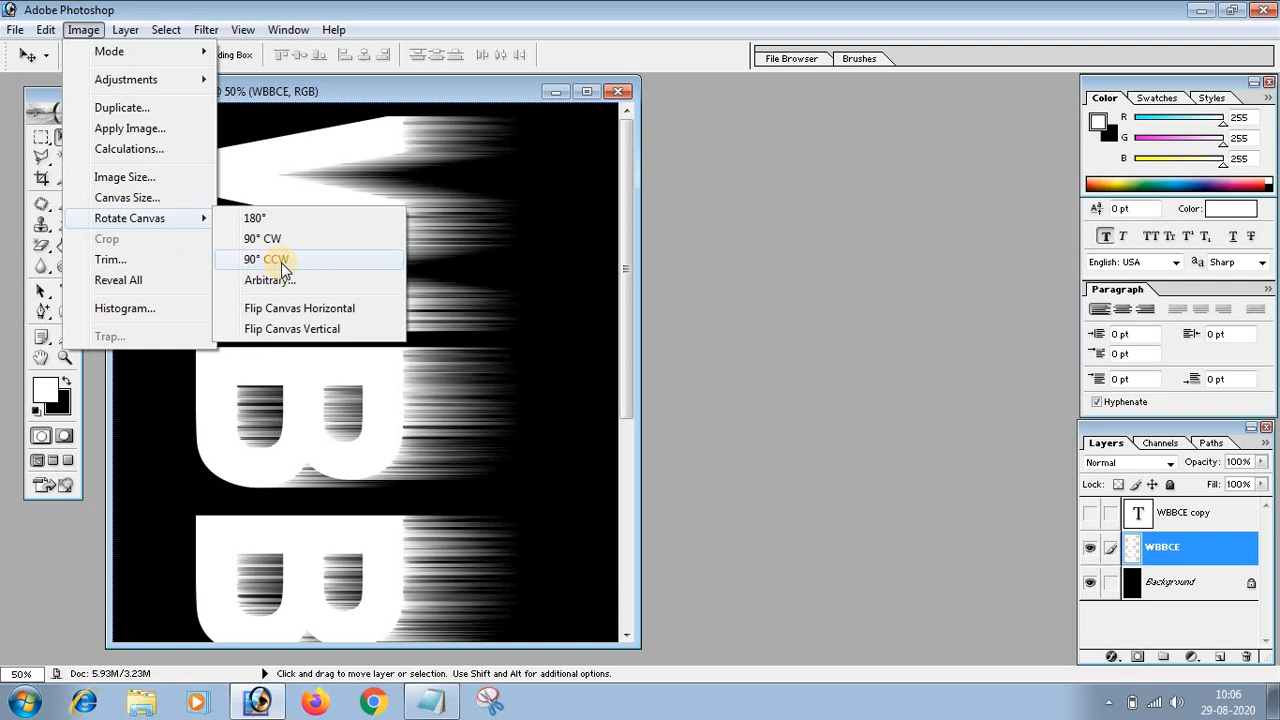 Adobe Photoshop
File Edit Image Layer Select Filter View Window Help
Mode
Adjustments
Duplicate...
Apply Image...
Calculations...
Image Size...
Canvas Size...
Rotate Canvas
Crop
Trim...
Reveal All
Histogram...
Trap...
180°
90° CW
90° CCW
Arbitrary...
Flip Canvas Horizontal
Flip Canvas Vertical
Box
File Browser Brushes
@ 50% (WBBCE, RGB)
BB
Color Swatches Styles
R 255
G 255
B 255
0 pt Color:
T T TT Tt T T T T
English: USA aa Sharp
Paragraph
0 pt 0 pt
0 pt
0 pt 0 pt
Hyphenate
Layers Channels Paths
Normal Opacity: 100%
Lock: Fill: 100%
T WBBCE copy
WBBCE
Background
50% Doc: 5.93M/3.23M Click and drag to move layer or selection. Use Shift and Alt for additional options.
10:06
29-08-2020